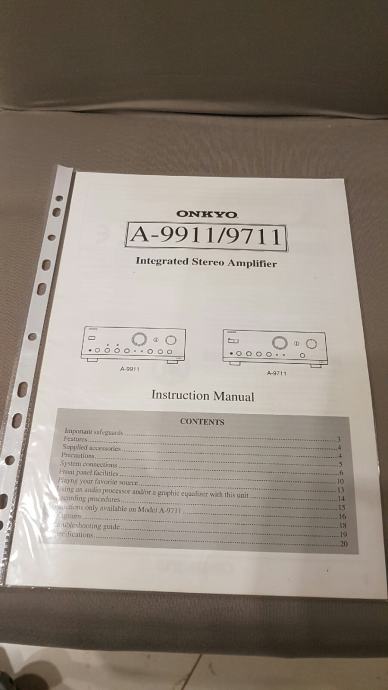 ONKYO
A-9911/9711
Integrated Stereo Amplifier
A-9911
A-9711
Instruction Manual
CONTENTS
Important safeguards
Features 3
Supplied accessories 4
Precautions 4
System connections 5
Front panel facilities 6
Playing your favorite source 10
Using an audio processor and/or a graphic equalizer with this unit 13
Recording procedures 14
Functions only available on Model A-9711 15
16
Troubleshooting guide 18
Specifications 19
20